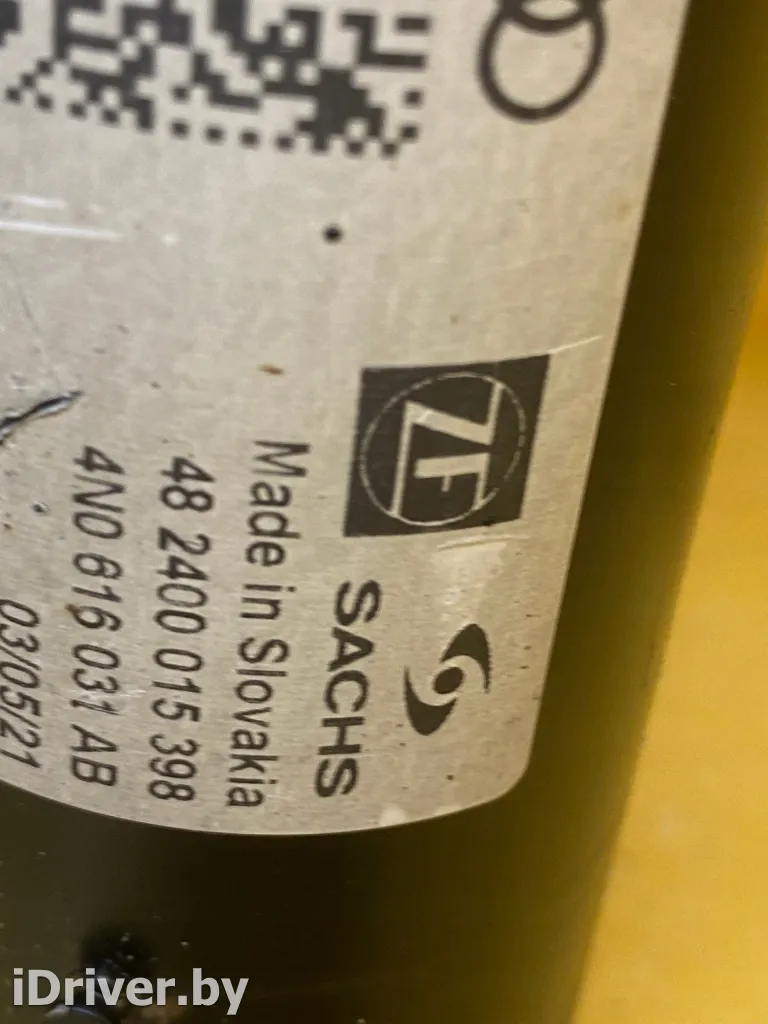 ZF
SACHS
Made in Slovakia
48 2400 015 398
4N0 616 031 AB
03/05/21
iDriver.by